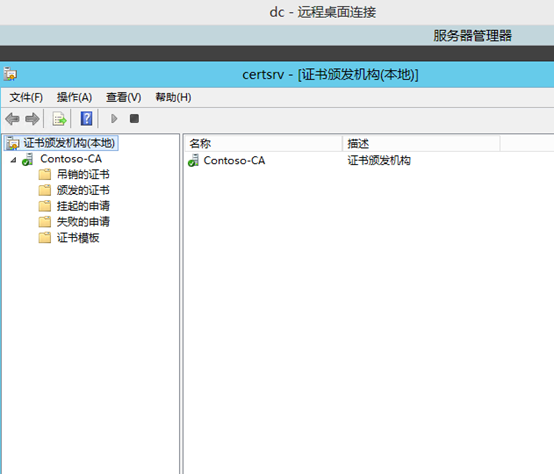 dc - 远程桌面连接
服务器管理器
certsrv - [证书颁发机构(本地)]
文件(F) 操作(A) 查看(V) 帮助(H)
证书颁发机构(本地)
Contoso-CA
吊销的证书
颁发的证书
挂起的申请
失败的申请
证书模板
名称 描述
Contoso-CA 证书颁发机构